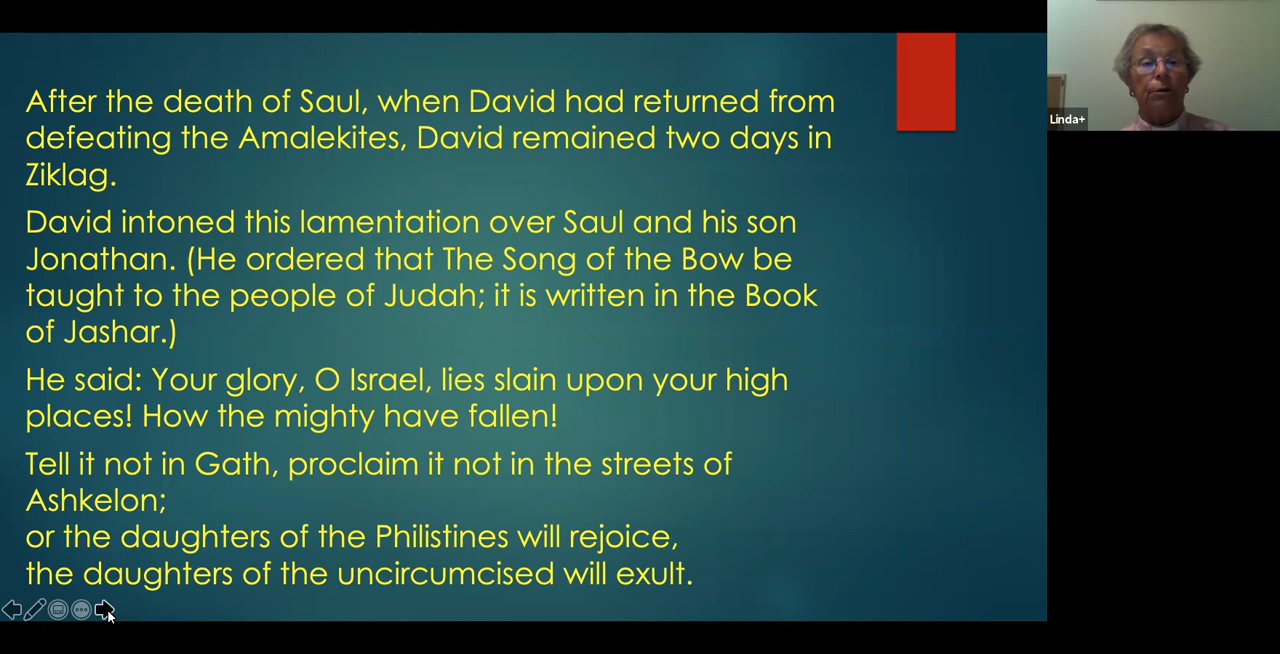 After the death of Saul, when David had returned from
defeating the Amalekites, David remained two days in
Ziklag.
David intoned this lamentation over Saul and his son
Jonathan. (He ordered that The Song of the Bow be
taught to the people of Judah; it is written in the Book
of Jashar.)
He said: Your glory, O Israel, lies slain upon your high
places! How the mighty have fallen!
Tell it not in Gath, proclaim it not in the streets of
Ashkelon;
or the daughters of the Philistines will rejoice,
the daughters of the uncircumcised will exult.
Linda+